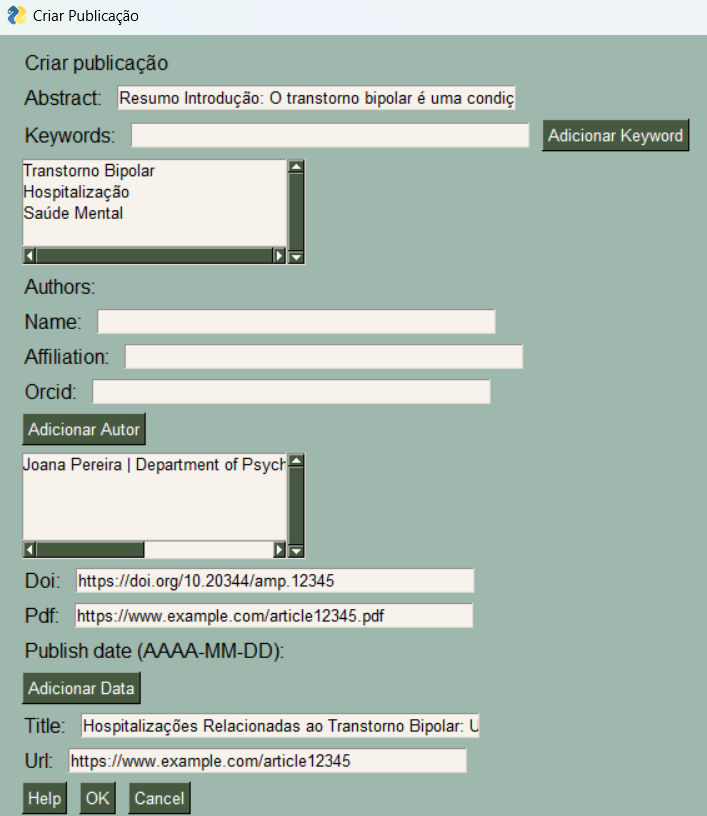 Criar Publicação
Criar publicação
Abstract: Resumo Introdução: O transtorno bipolar é uma condiç
Keywords: Adicionar Keyword
Transtorno Bipolar
Hospitalização
Saúde Mental
Authors:
Name:
Affiliation:
Orcid:
Adicionar Autor
Joana Pereira | Department of Psych
Doi: https://doi.org/10.20344/amp.12345
Pdf: https://www.example.com/article12345.pdf
Publish date (AAAA-MM-DD):
Adicionar Data
Title: Hospitalizações Relacionadas ao Transtorno Bipolar: U
Url: https://www.example.com/article12345
Help OK Cancel